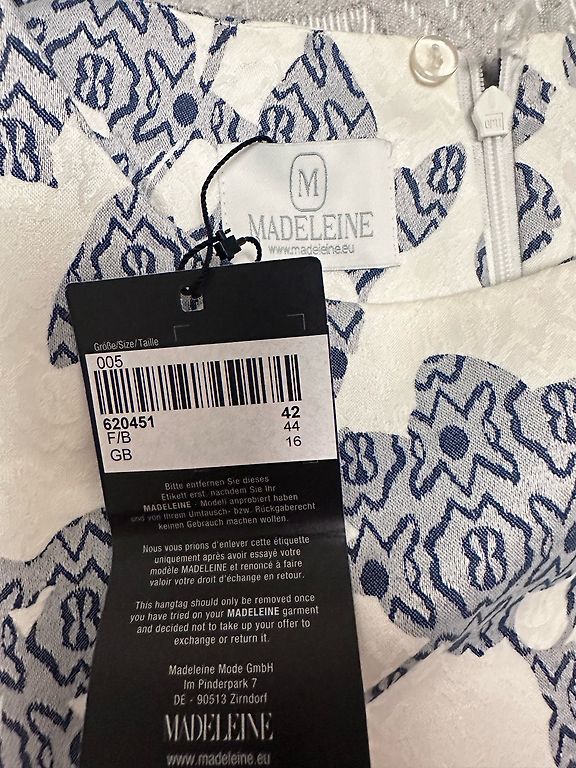 M
MADELEINE
www.madeleine.eu
Größe/Size/Taille
005
620451 42
F/B 44
GB 16
Bitte entfernen Sie dieses
Etikett erst, nachdem Sie Ihr
MADELEINE - Modell anprobiert haben
und von Ihrem Umtausch- bzw. Rückgaberecht
keinen Gebrauch machen wollen.
Nous vous prions d'enlever cette étiquette
uniquement après avoir essayé votre
modèle MADELEINE et renoncé à faire
valoir votre droit d'échange en retour.
This hangtag should only be removed once
you have tried on your MADELEINE garment
and decided not to take up your offer to
exchange or return it.
Madeleine Mode GmbH
Im Pinderpark 7
DE - 90513 Zirndorf
MADELEINE
www.madeleine.eu